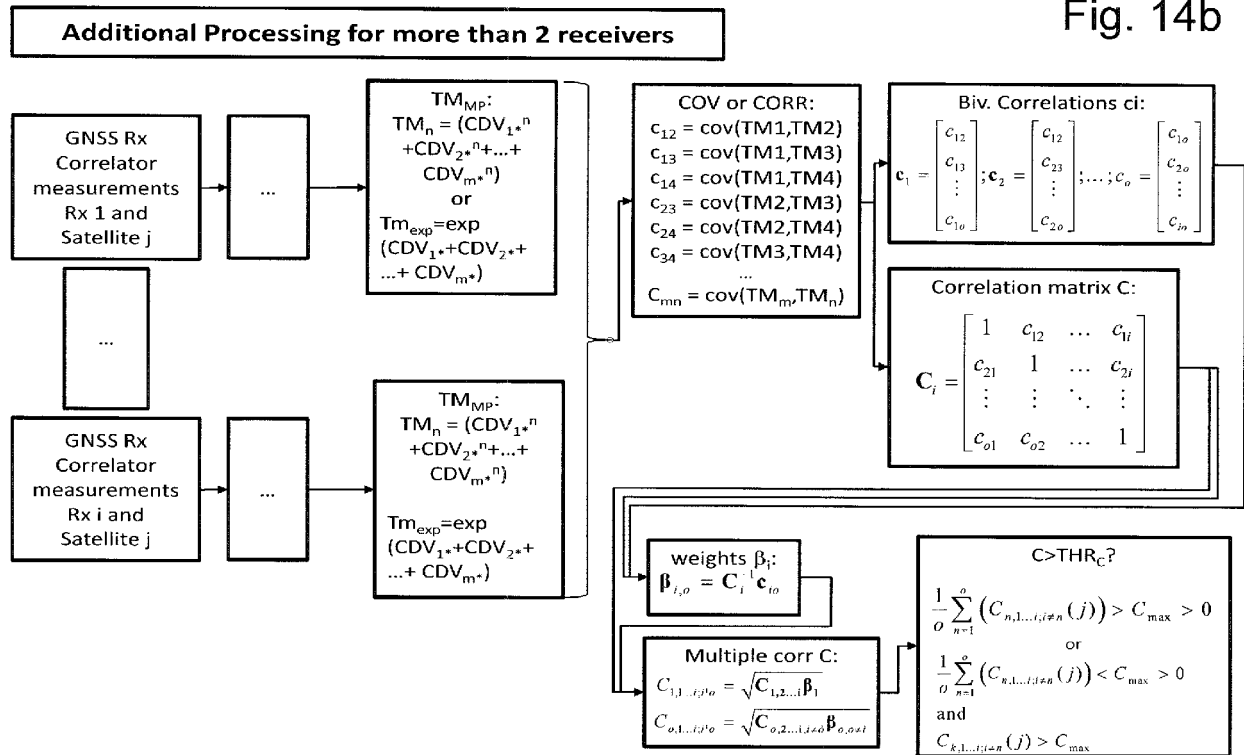 Fig. 14b
Additional Processing for more than 2 receivers
GNSS Rx
Correlator
measurements
Rx 1 and
Satellite j
...
TM_MP:
TM_n = (CDV_1*^n
+CDV_2*^n+...+
CDV_m*^n)
or
Tm_exp=exp
(CDV_1*+CDV_2*+
...+ CDV_m*)
...
GNSS Rx
Correlator
measurements
Rx i and
Satellite j
...
TM_MP:
TM_n = (CDV_1*^n
+CDV_2*^n+...+
CDV_m*^n)
Tm_exp=exp
(CDV_1*+CDV_2*+
...+ CDV_m*)
COV or CORR:
c_12 = cov(TM1,TM2)
c_13 = cov(TM1,TM3)
c_14 = cov(TM1,TM4)
c_23 = cov(TM2,TM3)
c_24 = cov(TM2,TM4)
c_34 = cov(TM3,TM4)
...
C_mn = cov(TM_m,TM_n)
Biv. Correlations ci:
c_1 = [c_12 c_13 ⋮ c_1o] ; c_2 = [c_12 c_23 ⋮ c_2o] ;...; c_o = [c_1o c_2o ⋮ c_io]
Correlation matrix C:
C_i = [1 c_12 … c_1i
c_21 1 … c_2i
⋮ ⋮ ⋱ ⋮
c_o1 c_o2 … 1]
weights β_i:
β_i,o = C_i^-1 c_io
Multiple corr C:
C_1,1…i;i¹o = √(C_1,2…i β_1)
C_o,1…i;i¹o = √(C_o,2…i,i≠o β_o,o≠i)
C>THR_C?
1/o ∑_{n=1}^{o} (C_n,1…i;i≠n (j)) > C_max > 0
or
1/o ∑_{n=1}^{o} (C_n,1…i;i≠n (j)) < C_max > 0
and
C_k,1…i;i≠n (j) > C_max